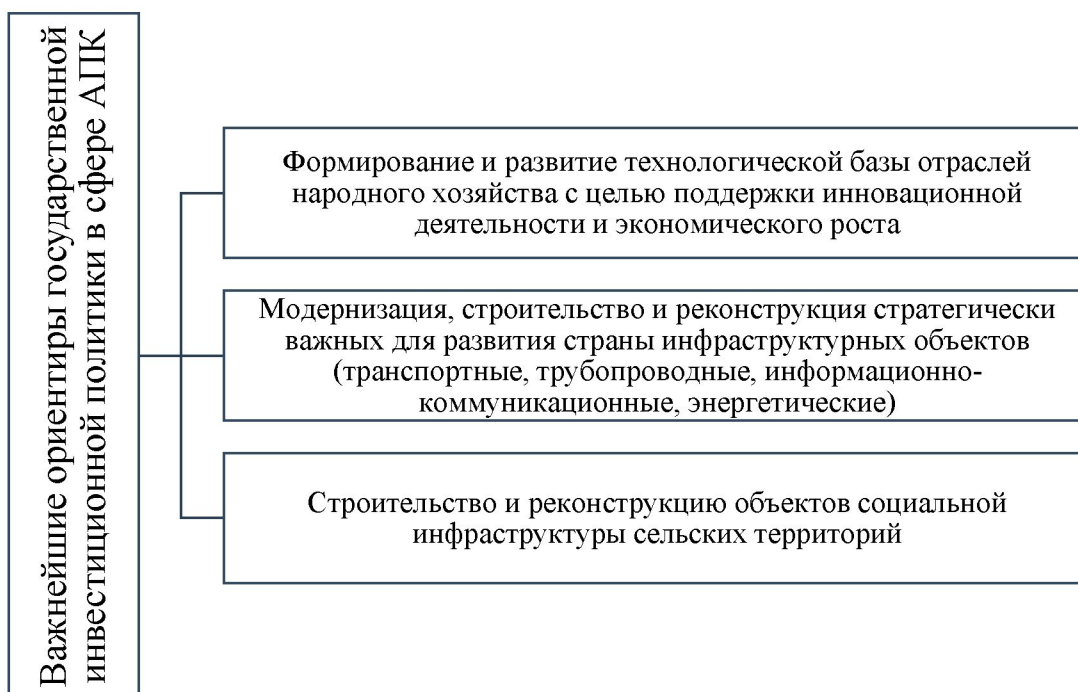 Важнейшие ориентиры государственной
инвестиционной политики в сфере АПК
Формирование и развитие технологической базы отраслей
народного хозяйства с целью поддержки инновационной
деятельности и экономического роста
Модернизация, строительство и реконструкция стратегически
важных для развития страны инфраструктурных объектов
(транспортные, трубопроводные, информационно-
коммуникационные, энергетические)
Строительство и реконструкцию объектов социальной
инфраструктуры сельских территорий